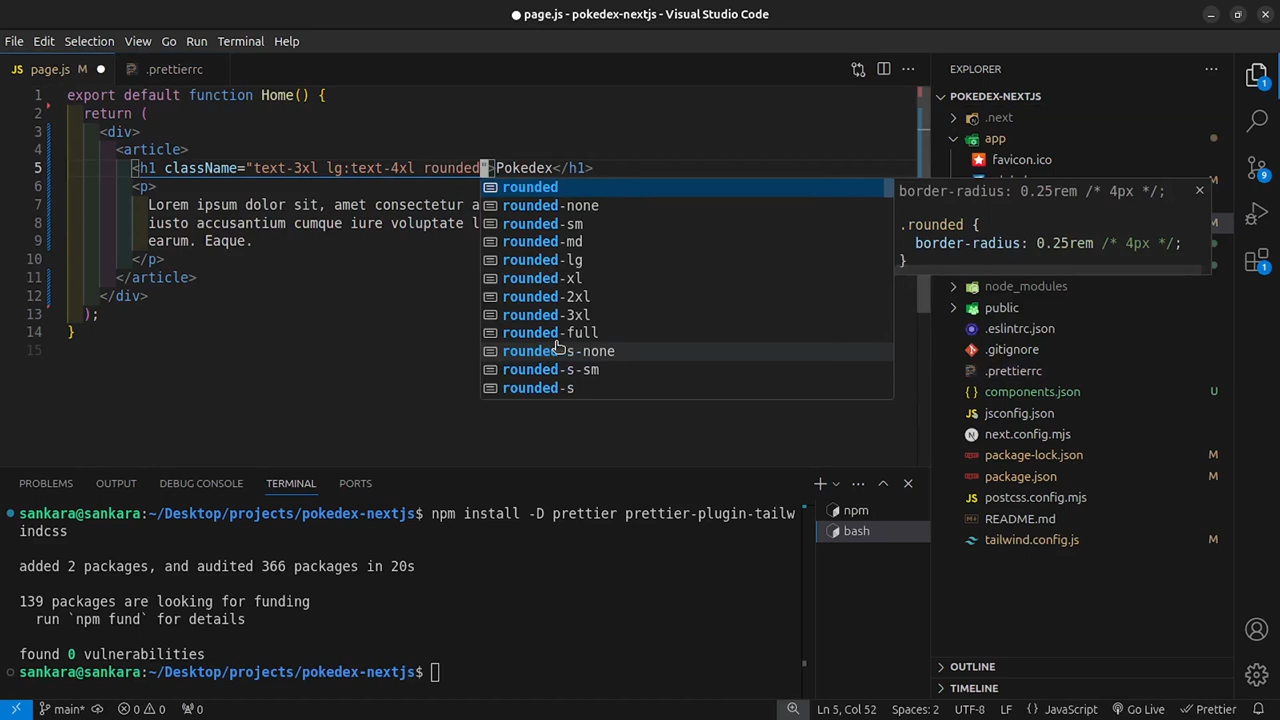 page.js - pokedex-nextjs - Visual Studio Code
File Edit Selection View Go Run Terminal Help
JS page.js M
.prettierrc
EXPLORER
POKEDEX-NEXTJS
.next
app
favicon.ico
M
node_modules
public
.eslintrc.json
.gitignore
.prettierrc
components.json U
jsconfig.json
next.config.mjs
package-lock.json M
package.json M
postcss.config.mjs
README.md
tailwind.config.js M
OUTLINE
TIMELINE
1
1
1
1 export default function Home() {
2 return (
3 <div>
4 <article>
5 <h1 className="text-3xl lg:text-4xl rounded">Pokedex</h1>
6 <p>
7 Lorem ipsum dolor sit, amet consectetur a
8 iusto accusantium cumque iure voluptate l
9 earum. Eaque.
10 </p>
11 </article>
12 </div>
13 );
14 }
15
rounded
rounded-none
rounded-sm
rounded-md
rounded-lg
rounded-xl
rounded-2xl
rounded-3xl
rounded-full
rounded-s-none
rounded-s-sm
rounded-s
border-radius: 0.25rem /* 4px */;
.rounded {
border-radius: 0.25rem /* 4px */;
}
PROBLEMS OUTPUT DEBUG CONSOLE TERMINAL PORTS
sankara@sankara:~/Desktop/projects/pokedex-nextjs$ npm install -D prettier prettier-plugin-tailw
indcss
added 2 packages, and audited 366 packages in 20s
139 packages are looking for funding
run `npm fund` for details
found 0 vulnerabilities
sankara@sankara:~/Desktop/projects/pokedex-nextjs$
npm
bash
main* 0 0 0 Ln 5, Col 52 Spaces: 2 UTF-8 LF {} JavaScript Go Live Prettier